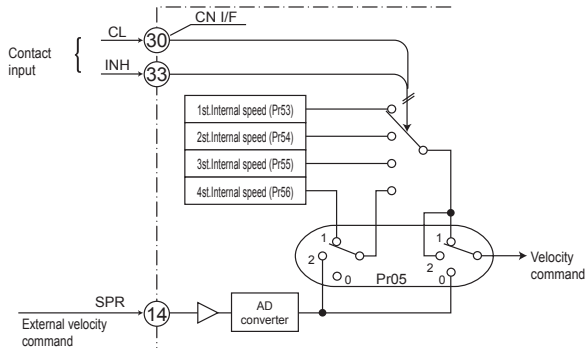 CL
30
CN I/F
Contact
input
{
INH
33
1st.Internal speed (Pr53)
2st.Internal speed (Pr54)
3st.Internal speed (Pr55)
4st.Internal speed (Pr56)
1
2
0
Pr05
1
2
0
Velocity
command
SPR
14
External velocity
command
AD
converter